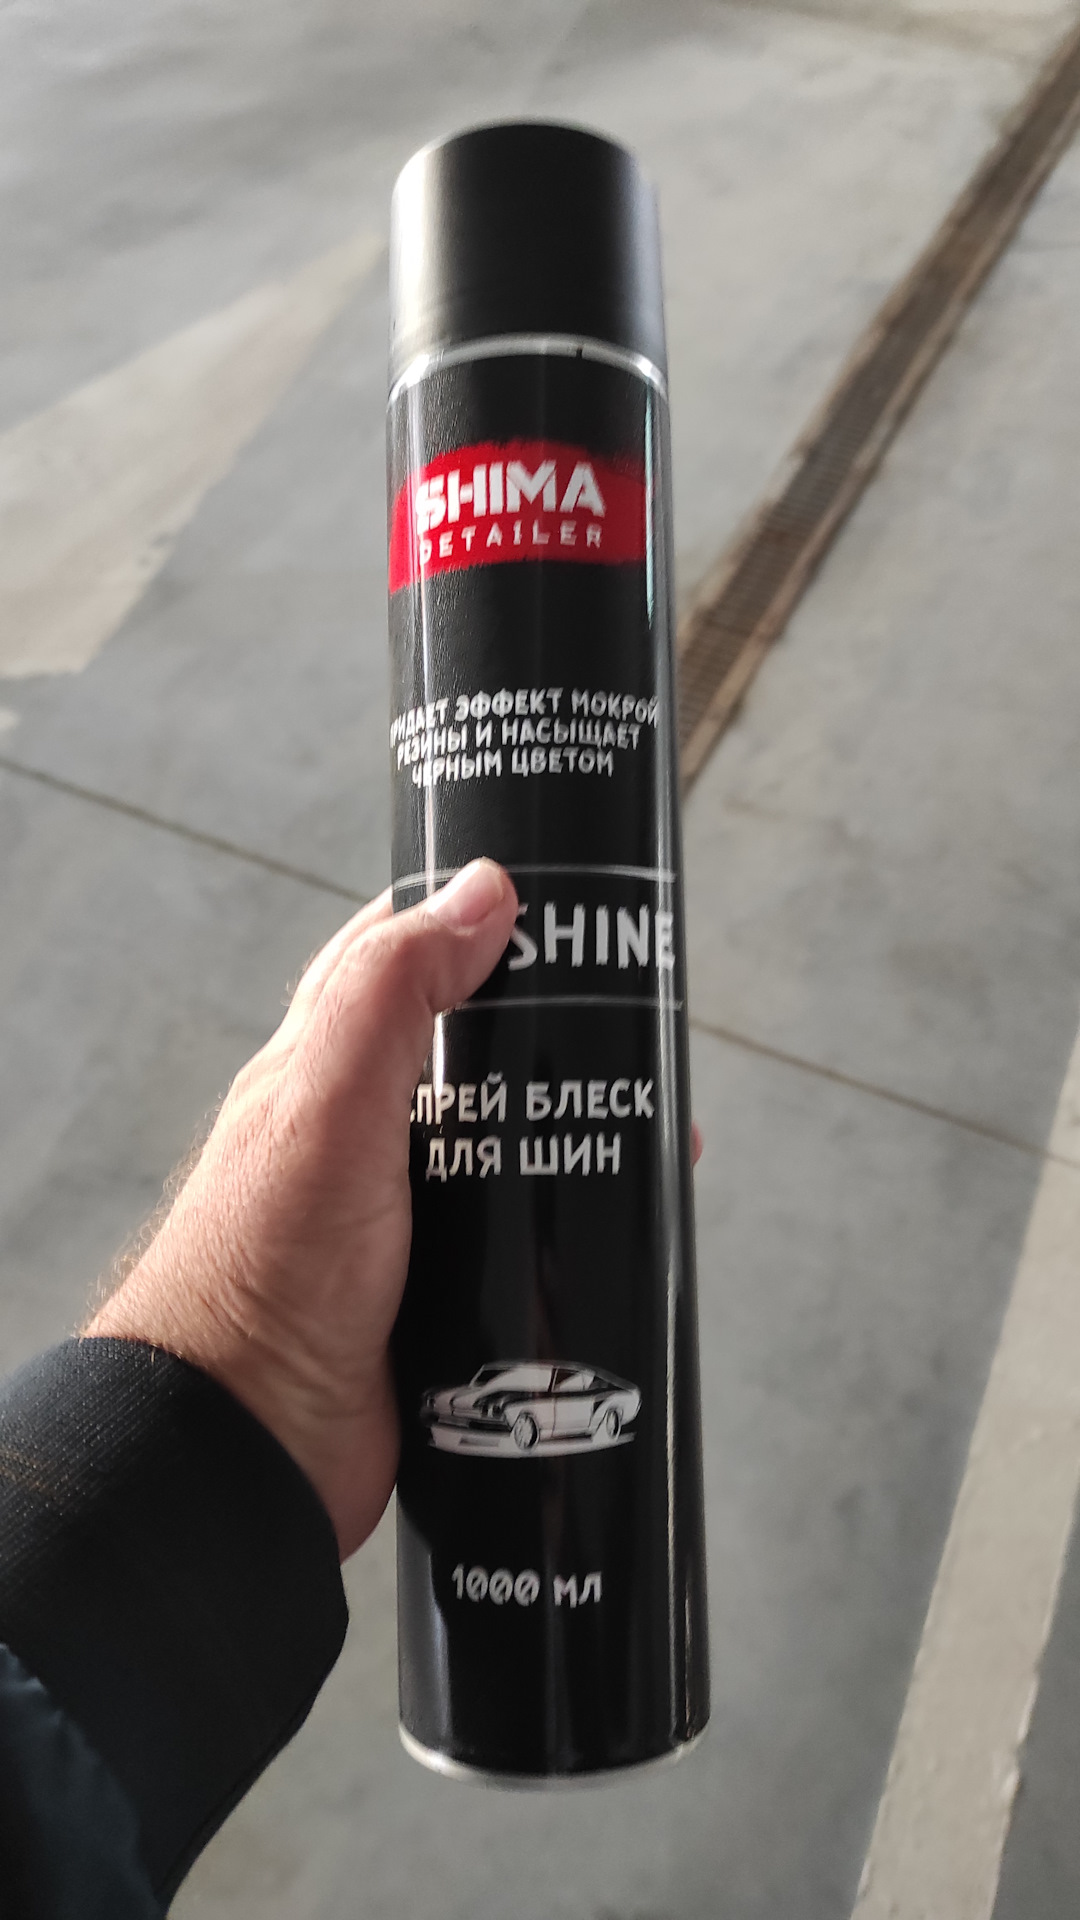 SHIMA
DETAILER
ПРИДАЕТ ЭФФЕКТ МОКРОЙ
РЕЗИНЫ И НАСЫЩАЕТ
ЧЕРНЫМ ЦВЕТОМ
SHINE
СПРЕЙ БЛЕСК
ДЛЯ ШИН
1000 МЛ